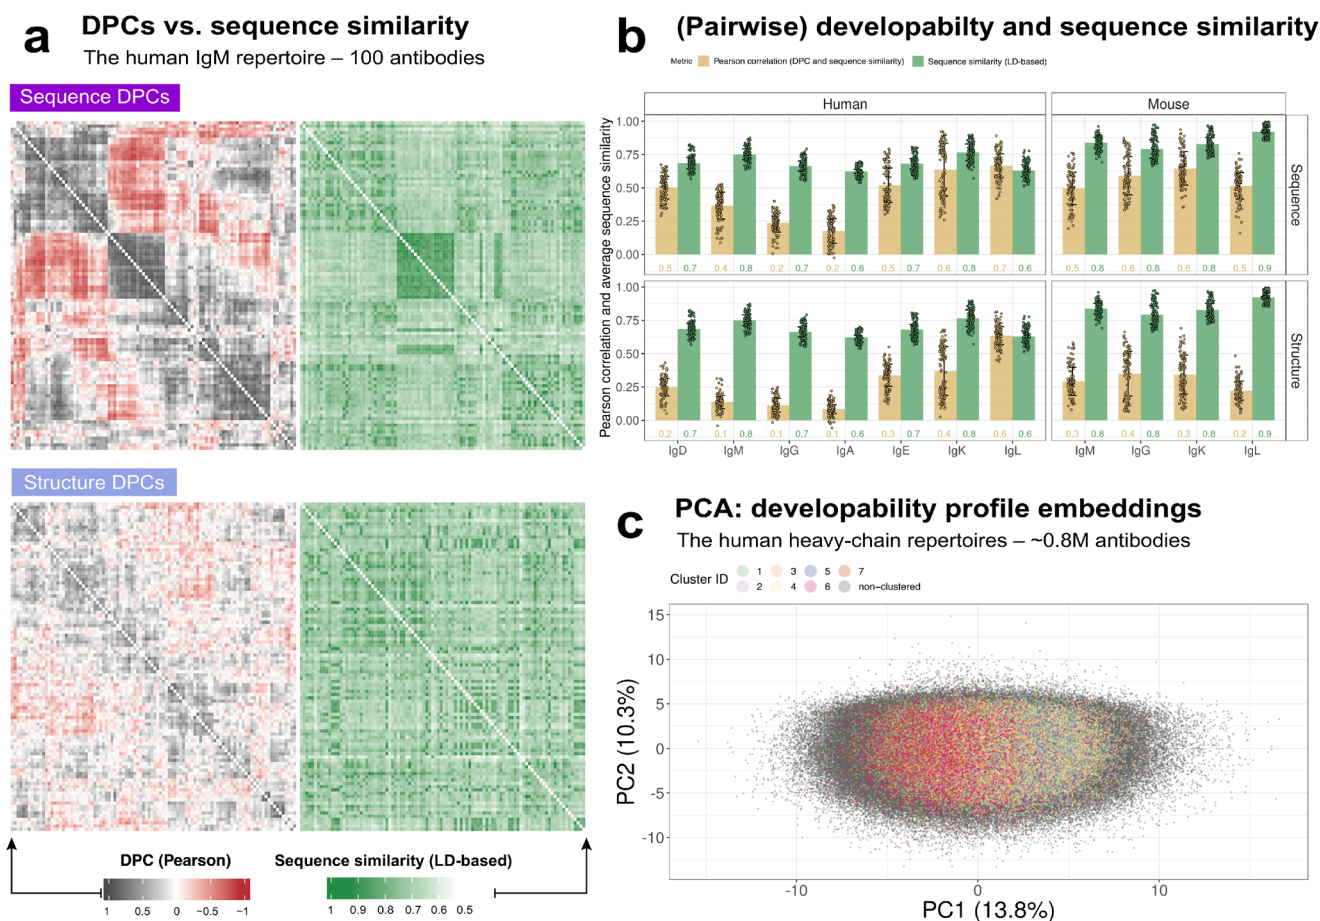 a
DPCs vs. sequence similarity
The human IgM repertoire – 100 antibodies
Sequence DPCs
Structure DPCs
DPC (Pearson)
1 0.5 0 −0.5 −1
Sequence similarity (LD-based)
1 0.9 0.8 0.7 0.6 0.5
b
(Pairwise) developabilty and sequence similarity
Metric Pearson correlation (DPC and sequence similarity) Sequence similarity (LD-based)
Human Mouse
Pearson correlation and average sequence similarity
1.00
0.75
0.50
0.25
0.00
0.5 0.7 0.4 0.8 0.2 0.7 0.2 0.6 0.5 0.7 0.6 0.8 0.7 0.6 0.5 0.8 0.6 0.8 0.6 0.8 0.5 0.9
Sequence
1.00
0.75
0.50
0.25
0.00
0.2 0.7 0.1 0.8 0.1 0.7 0.1 0.6 0.3 0.7 0.4 0.8 0.6 0.6 0.3 0.8 0.4 0.8 0.3 0.8 0.2 0.9
Structure
IgD IgM IgG IgA IgE IgK IgL IgM IgG IgK IgL
c
PCA: developability profile embeddings
The human heavy-chain repertoires – ~0.8M antibodies
Cluster ID
1 3 5 7
2 4 6 non-clustered
PC2 (10.3%)
15
10
5
0
-5
-10
-10 0 10
PC1 (13.8%)